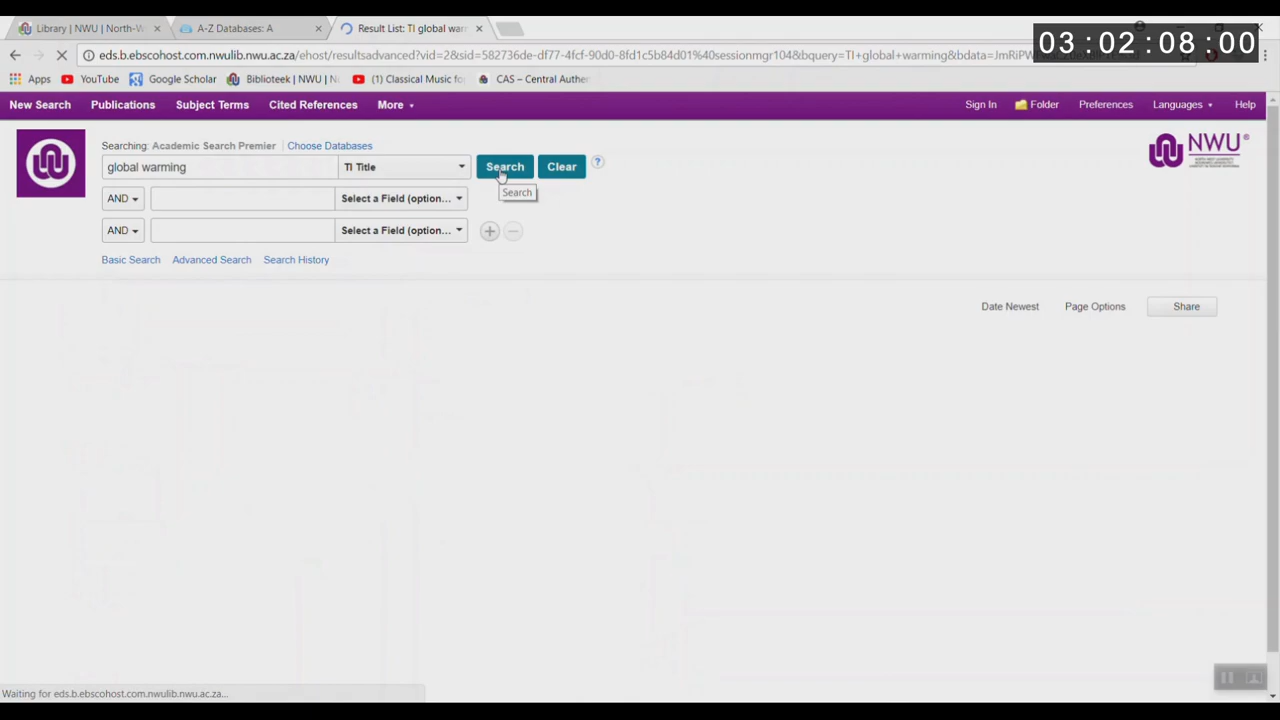 Library | NWU | North-W
A-Z Databases: A
Result List: TI global warr
03:02:08:00
eds.b.ebscohost.com.nwulib.nwu.ac.za/ehost/resultsadvanced?vid=2&sid=582736de-df77-4fcf-90d0-8fd1c5b84d01%40sessionmgr104&bquery=TI+global+warming&bdata=JmRiPW
Apps YouTube Google Scholar Biblioteek | NWU | N (1) Classical Music fo CAS – Central Auther
New Search Publications Subject Terms Cited References More Sign In Folder Preferences Languages Help
Searching: Academic Search Premier Choose Databases
global warming TI Title Search Clear ?
NWU®
Search
AND Select a Field (option...
AND Select a Field (option...
Basic Search Advanced Search Search History
Date Newest Page Options Share
Waiting for eds.b.ebscohost.com.nwulib.nwu.ac.za...